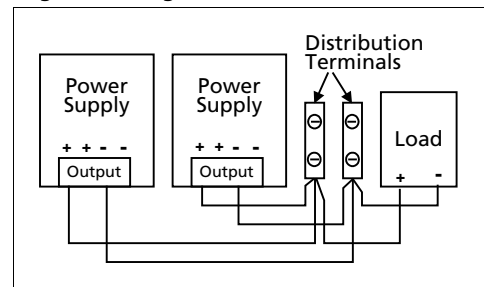 Distribution
Terminals
Power
Supply
+ + - -
Output
Power
Supply
+ + - -
Output
Load
+ -